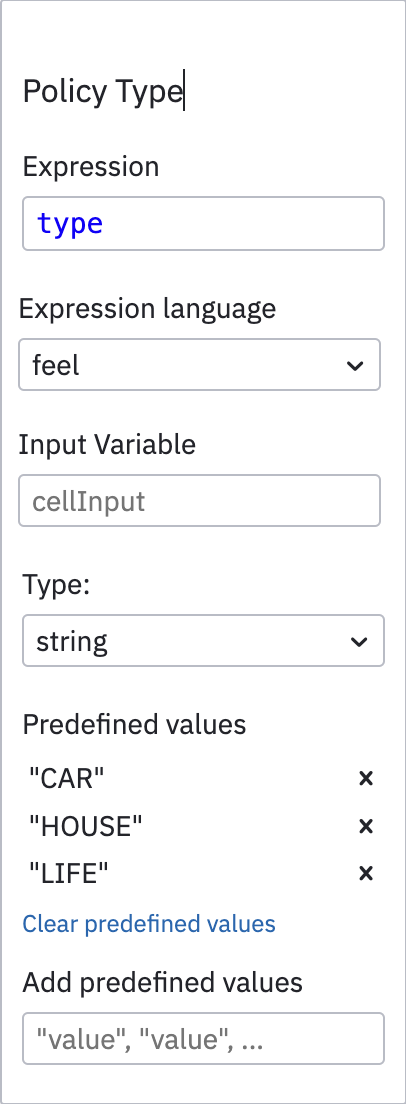 Policy Type
Expression
type
Expression language
feel
Input Variable
cellInput
Type:
string
Predefined values
"CAR"
"HOUSE"
"LIFE"
Clear predefined values
Add predefined values
"value", "value", ...